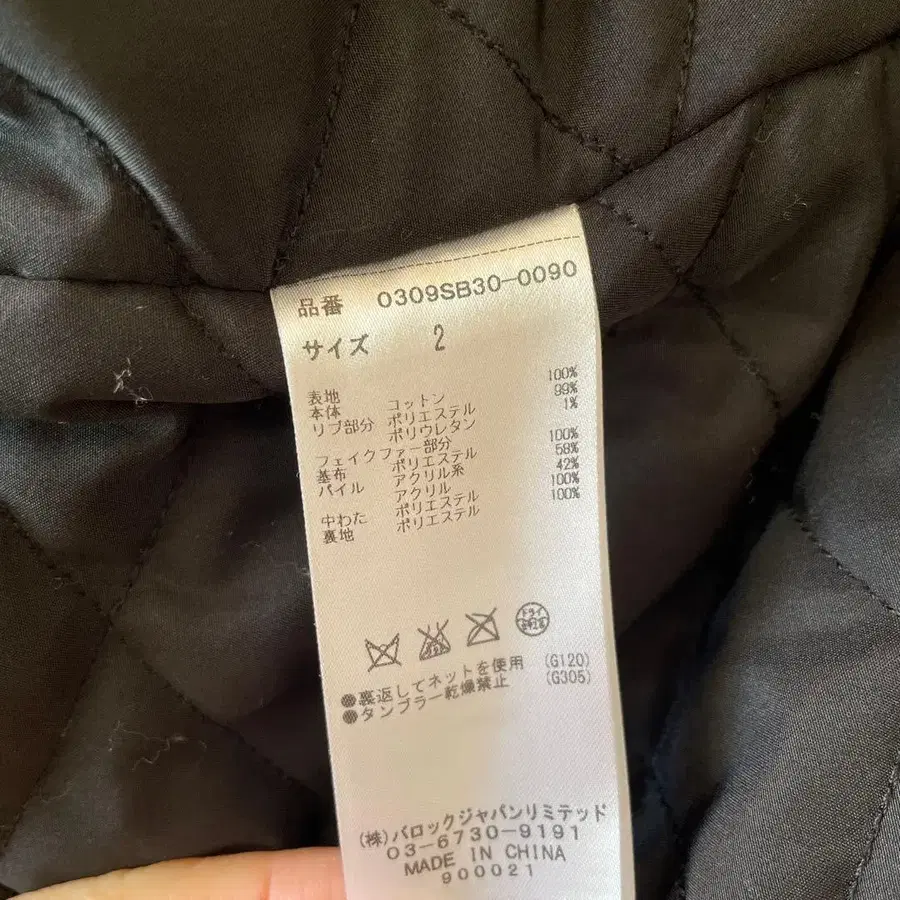 品番 0309SB30-0090
サイズ 2
表地
本体 コットン 100%
リブ部分 ポリエステル 99%
ポリウレタン 1%
フェイクファー部分
基布 ポリエステル 100%
パイル アクリル系 58%
アクリル 42%
中わた ポリエステル 100%
裏地 ポリエステル 100%
ドライ
●裏返してネットを使用 (G120)
●タンブラー乾燥禁止 (G305)
(株)バロックジャパンリミテッド
03-6730-9191
MADE IN CHINA
900021